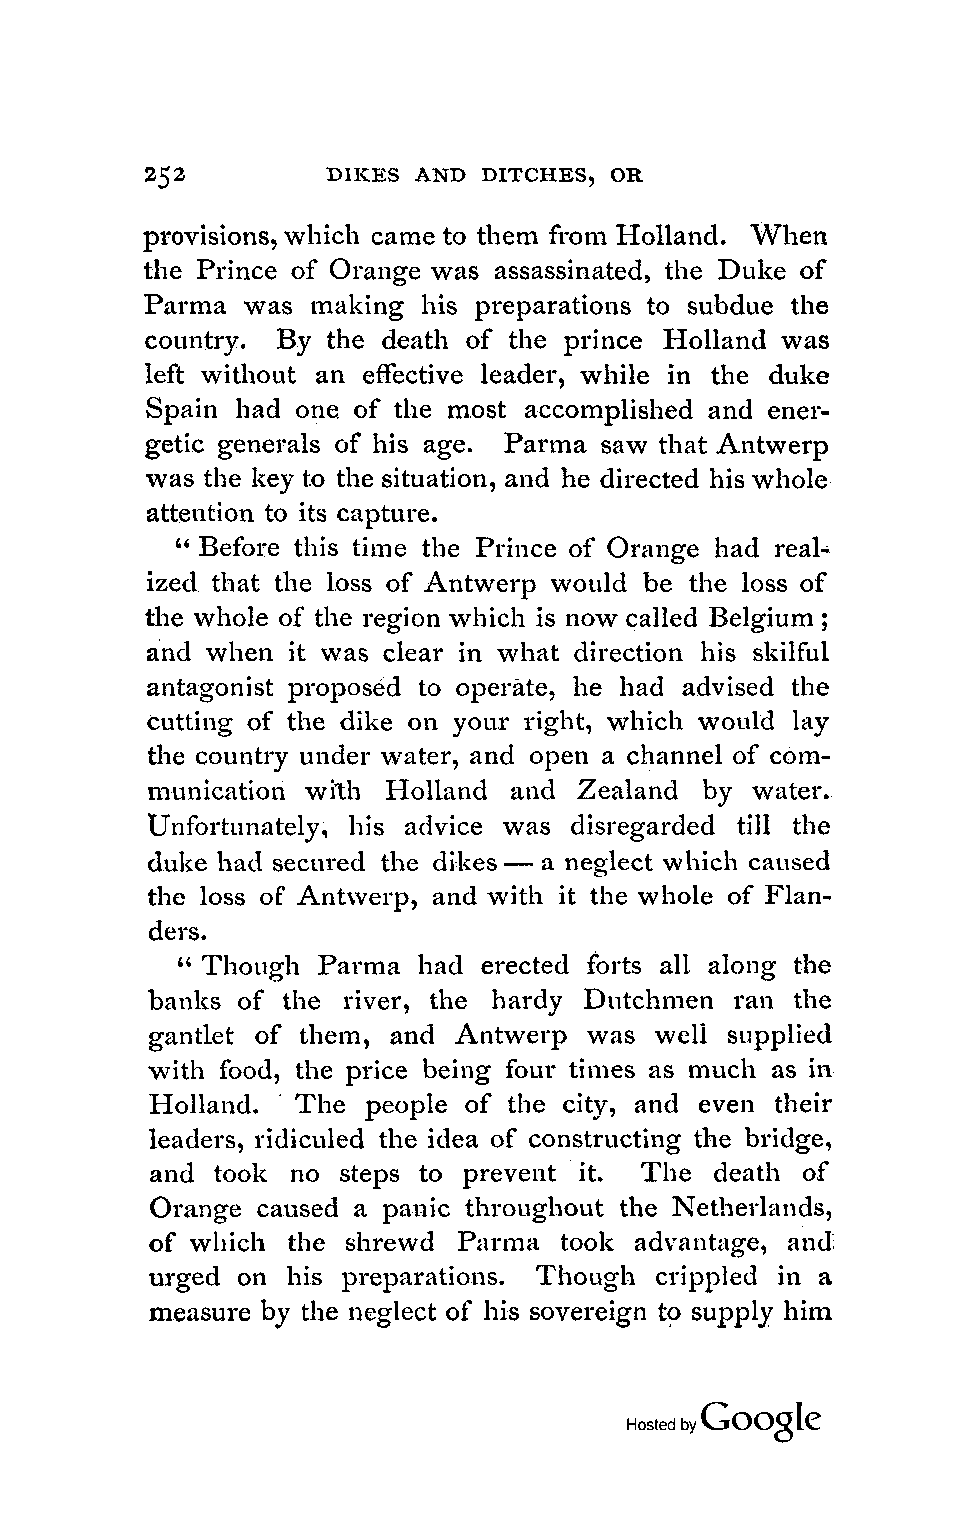 252 DIKES AND DITCHES, OR
provisions, which came to them from Holland. When
the Prince of Orange was assassinated, the Duke of
Parma was making his preparations to subdue the
country. By the death of the prince Holland was
left without an effective leader, while in the duke
Spain had one of the most accomplished and ener-
getic generals of his age. Parma saw that Antwerp
was the key to the situation, and he directed his whole
attention to its capture.
“ Before this time the Prince of Orange had real-
ized that the loss of Antwerp would be the loss of
the whole of the region which is now called Belgium ;
and when it was clear in what direction his skilful
antagonist proposed to operate, he had advised the
cutting of the dike on your right, which would lay
the country under water, and open a channel of com-
munication with Holland and Zealand by water.
Unfortunately, his advice was disregarded till the
duke had secured the dikes — a neglect which caused
the loss of Antwerp, and with it the whole of Flan-
ders.
“ Though Parma had erected forts all along the
banks of the river, the hardy Dutchmen ran the
gantlet of them, and Antwerp was well supplied
with food, the price being four times as much as in
Holland. The people of the city, and even their
leaders, ridiculed the idea of constructing the bridge,
and took no steps to prevent it. The death of
Orange caused a panic throughout the Netherlands,
of which the shrewd Parma took advantage, and
urged on his preparations. Though crippled in a
measure by the neglect of his sovereign to supply him
Hosted by Google